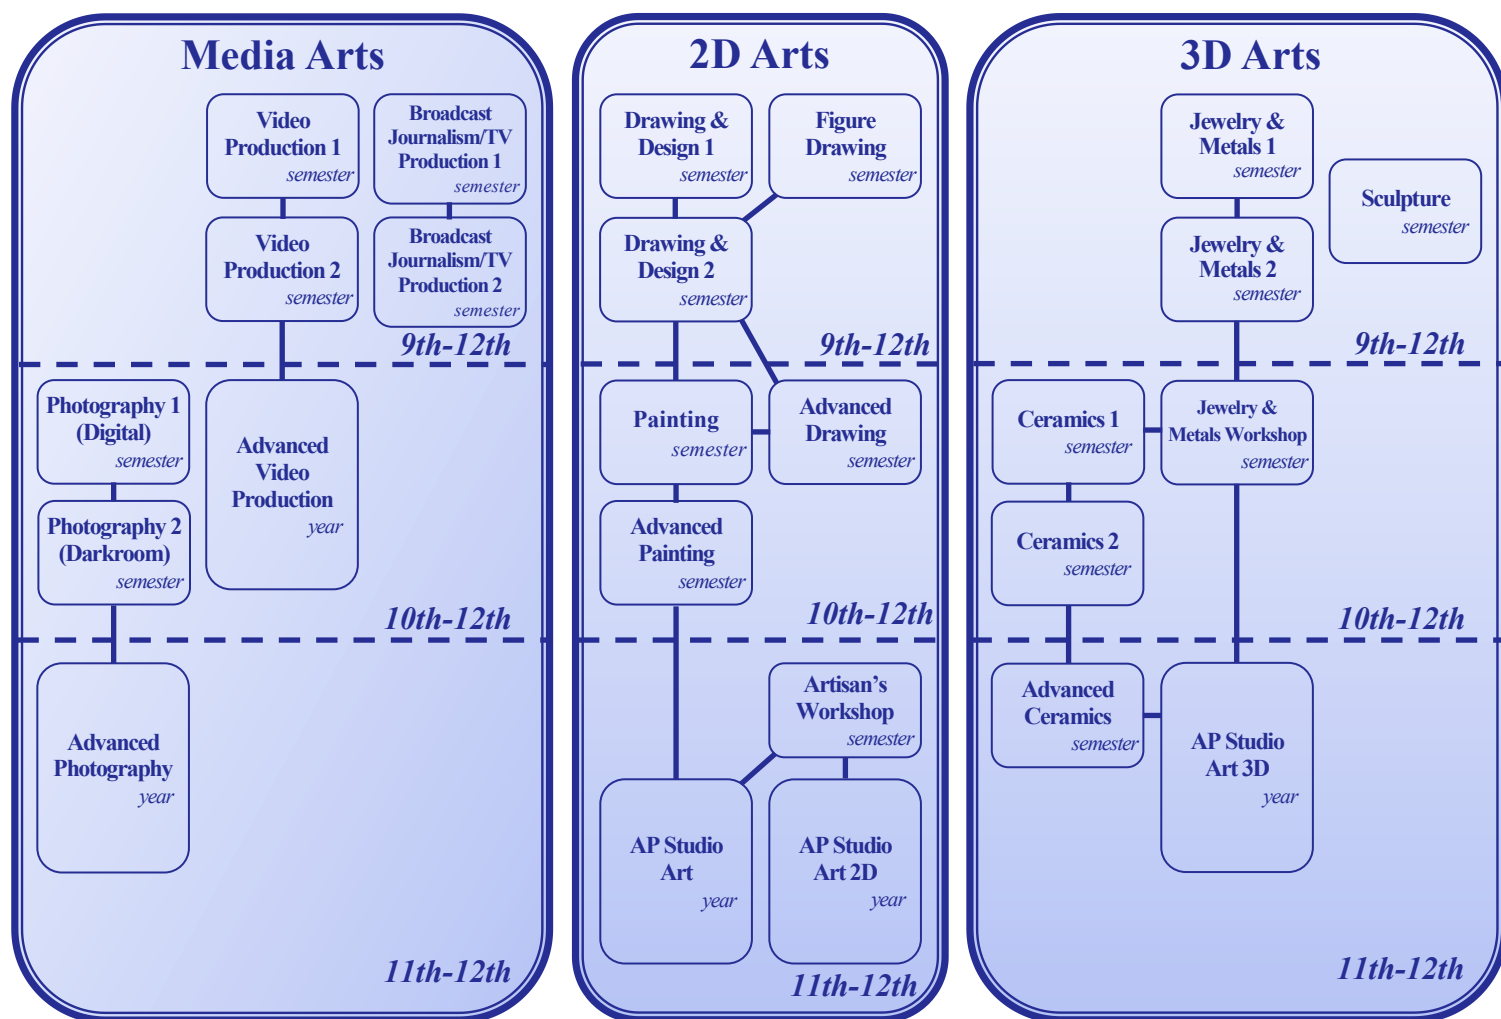 Media Arts
Video
Production 1
semester
Broadcast
Journalism/TV
Production 1
semester
Video
Production 2
semester
Broadcast
Journalism/TV
Production 2
semester
9th-12th
Photography 1
(Digital)
semester
Advanced
Video
Production
year
Photography 2
(Darkroom)
semester
10th-12th
Advanced
Photography
year
11th-12th
2D Arts
Drawing &
Design 1
semester
Figure
Drawing
semester
Drawing &
Design 2
semester
9th-12th
Painting
semester
Advanced
Drawing
semester
Advanced
Painting
semester
10th-12th
Artisan’s
Workshop
semester
AP Studio
Art
year
AP Studio
Art 2D
year
11th-12th
3D Arts
Jewelry &
Metals 1
semester
Sculpture
semester
Jewelry &
Metals 2
semester
9th-12th
Ceramics 1
semester
Jewelry &
Metals Workshop
semester
Ceramics 2
semester
10th-12th
Advanced
Ceramics
semester
AP Studio
Art 3D
year
11th-12th